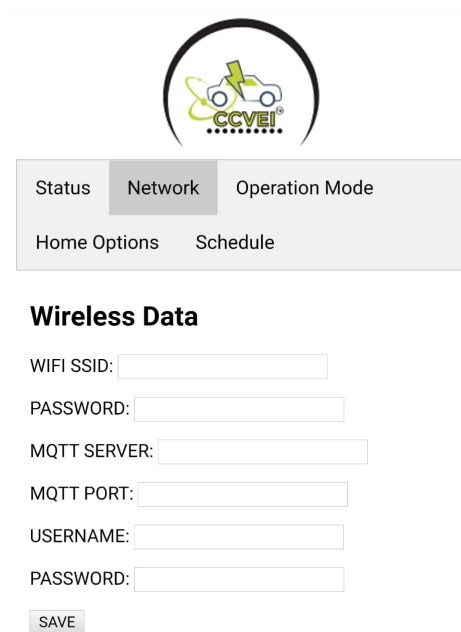 CCVEI™
Status Network Operation Mode
Home Options Schedule
Wireless Data
WIFI SSID:
PASSWORD:
MQTT SERVER:
MQTT PORT:
USERNAME:
PASSWORD:
SAVE